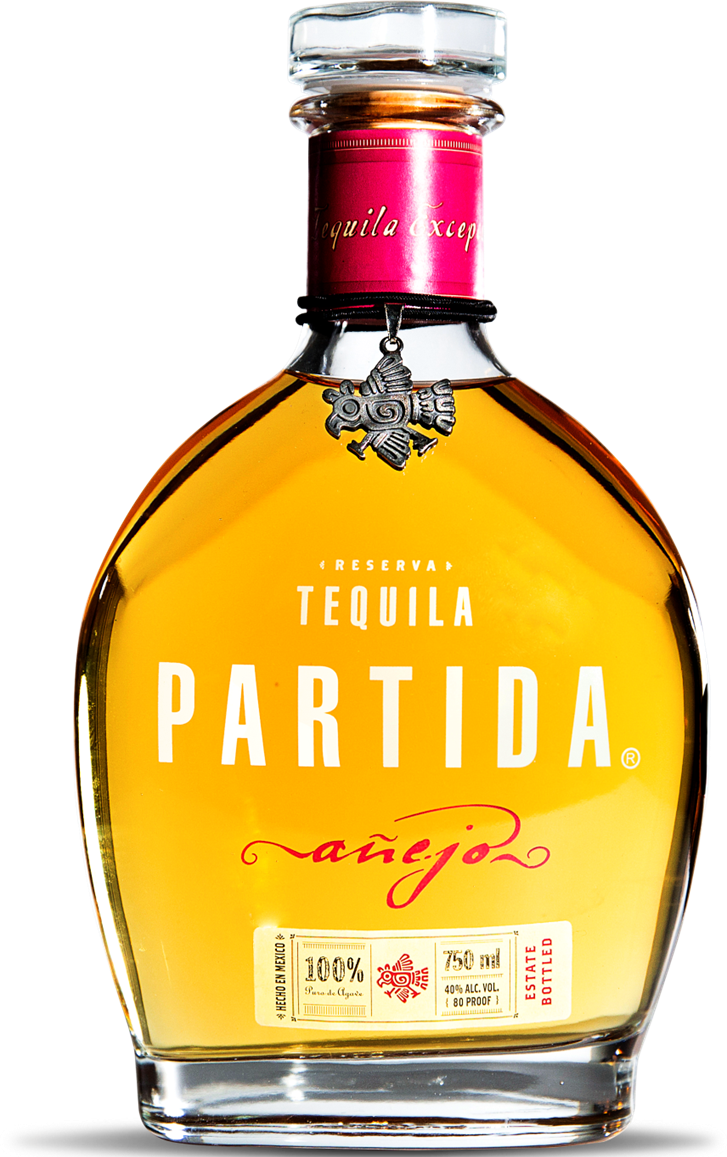 equila excep
RESERVA
TEQUILA
PARTIDA®
añejo
HECHO EN MEXICO
100%
Puro de Agave
750 ml
40% ALC. VOL.
( 80 PROOF )
ESTATE
BOTTLED